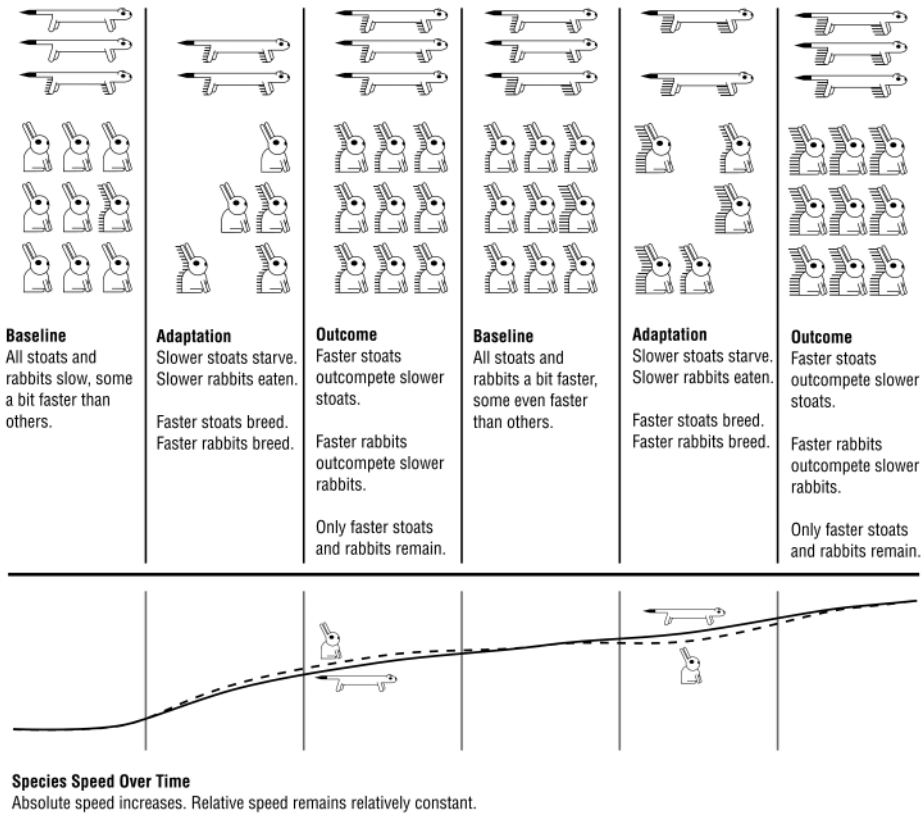 Baseline
All stoats and
rabbits slow, some
a bit faster than
others.
Adaptation
Slower stoats starve.
Slower rabbits eaten.
Faster stoats breed.
Faster rabbits breed.
Outcome
Faster stoats
outcompete slower
stoats.
Faster rabbits
outcompete slower
rabbits.
Only faster stoats
and rabbits remain.
Baseline
All stoats and
rabbits a bit faster,
some even faster
than others.
Adaptation
Slower stoats starve.
Slower rabbits eaten.
Faster stoats breed.
Faster rabbits breed.
Outcome
Faster stoats
outcompete slower
stoats.
Faster rabbits
outcompete slower
rabbits.
Only faster stoats
and rabbits remain.
Species Speed Over Time
Absolute speed increases. Relative speed remains relatively constant.